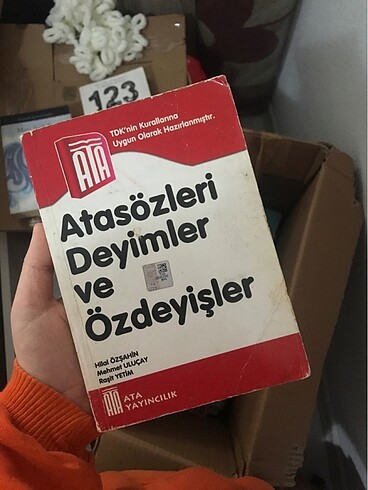 123
TDK'nin Kurallarına
Uygun Olarak Hazırlanmıştır.
ATA
Atasözleri
Deyimler
ve
Özdeyişler
Hilal ÖZŞAHİN
Mehmet ULUÇAY
Raşit YETİM
ATA
ATA
YAYINCILIK